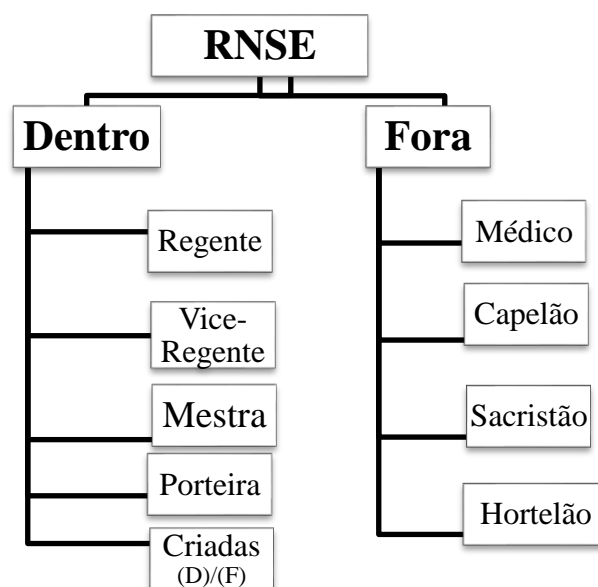 RNSE
Dentro
Regente
Vice-
Regente
Mestra
Porteira
Criadas
(D)/(F)
Fora
Médico
Capelão
Sacristão
Hortelão